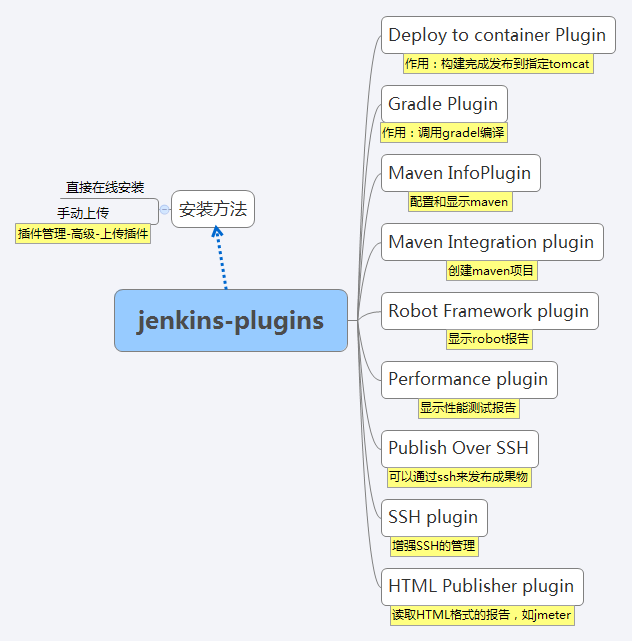 jenkins-plugins
安装方法
直接在线安装
手动上传
插件管理-高级-上传插件
Deploy to container Plugin
作用：构建完成发布到指定tomcat
Gradle Plugin
作用：调用gradel编译
Maven InfoPlugin
配置和显示maven
Maven Integration plugin
创建maven项目
Robot Framework plugin
显示robot报告
Performance plugin
显示性能测试报告
Publish Over SSH
可以通过ssh来发布成果物
SSH plugin
增强SSH的管理
HTML Publisher plugin
读取HTML格式的报告，如jmeter